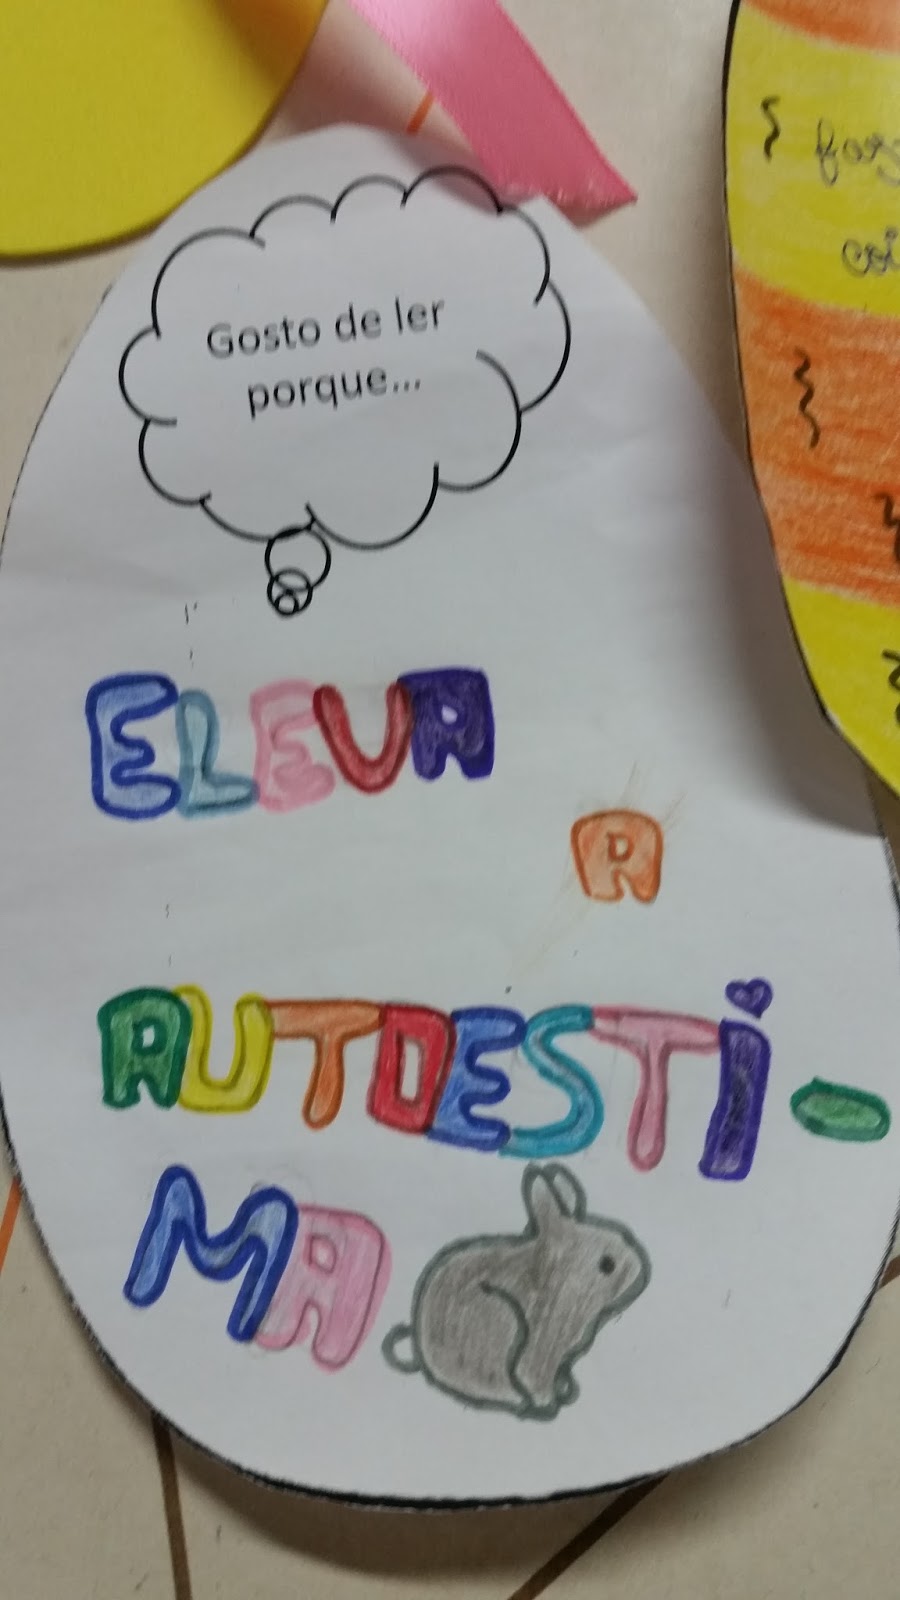 Gosto de ler
porque...
ELEVA
A
AUTOESTi-
MA